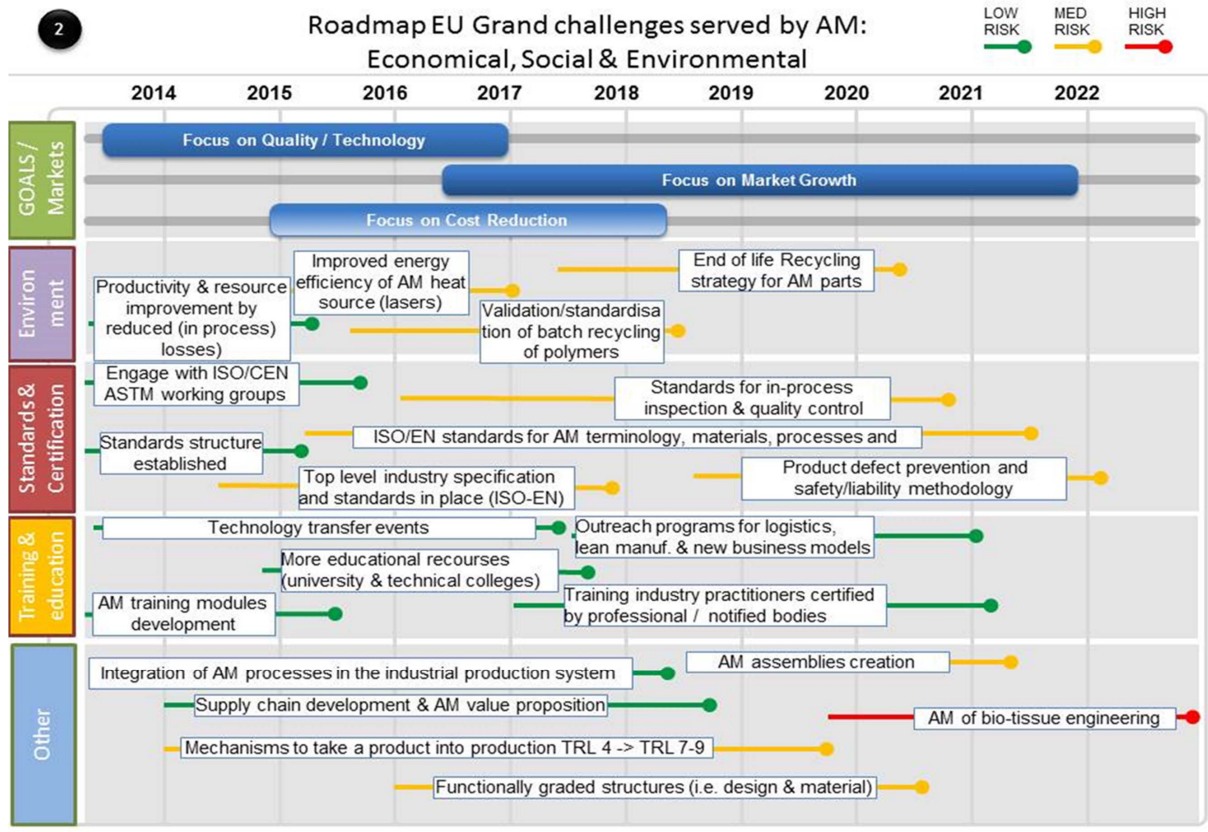 2
Roadmap EU Grand challenges served by AM:
Economical, Social & Environmental
LOW
RISK
MED
RISK
HIGH
RISK
2014 2015 2016 2017 2018 2019 2020 2021 2022
GOALS /
Markets
Focus on Quality / Technology
Focus on Market Growth
Focus on Cost Reduction
Environ
ment
Productivity & resource
improvement by
reduced (in process)
losses)
Improved energy
efficiency of AM heat
source (lasers)
Validation/standardisa
tion of batch recycling
of polymers
End of life Recycling
strategy for AM parts
Standards &
Certification
Engage with ISO/CEN
ASTM working groups
Standards for in-process
inspection & quality control
ISO/EN standards for AM terminology, materials, processes and
Standards structure
established
Top level industry specification
and standards in place (ISO-EN)
Product defect prevention and
safety/liability methodology
Training &
education
Technology transfer events
Outreach programs for logistics,
lean manuf. & new business models
More educational recourses
(university & technical colleges)
AM training modules
development
Training industry practitioners certified
by professional / notified bodies
Other
Integration of AM processes in the industrial production system
AM assemblies creation
Supply chain development & AM value proposition
AM of bio-tissue engineering
Mechanisms to take a product into production TRL 4 -> TRL 7-9
Functionally graded structures (i.e. design & material)